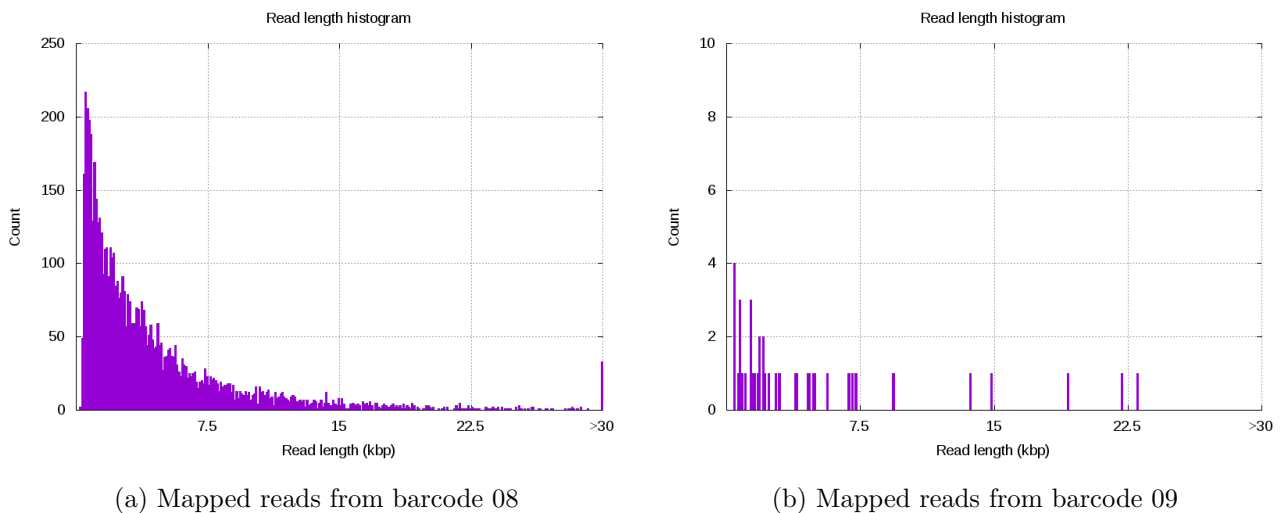 Read length histogram
250
200
150
100
50
0
Count
7.5
15
22.5
>30
Read length (kbp)
(a) Mapped reads from barcode 08
Read length histogram
10
8
6
4
2
0
Count
7.5
15
22.5
>30
Read length (kbp)
(b) Mapped reads from barcode 09